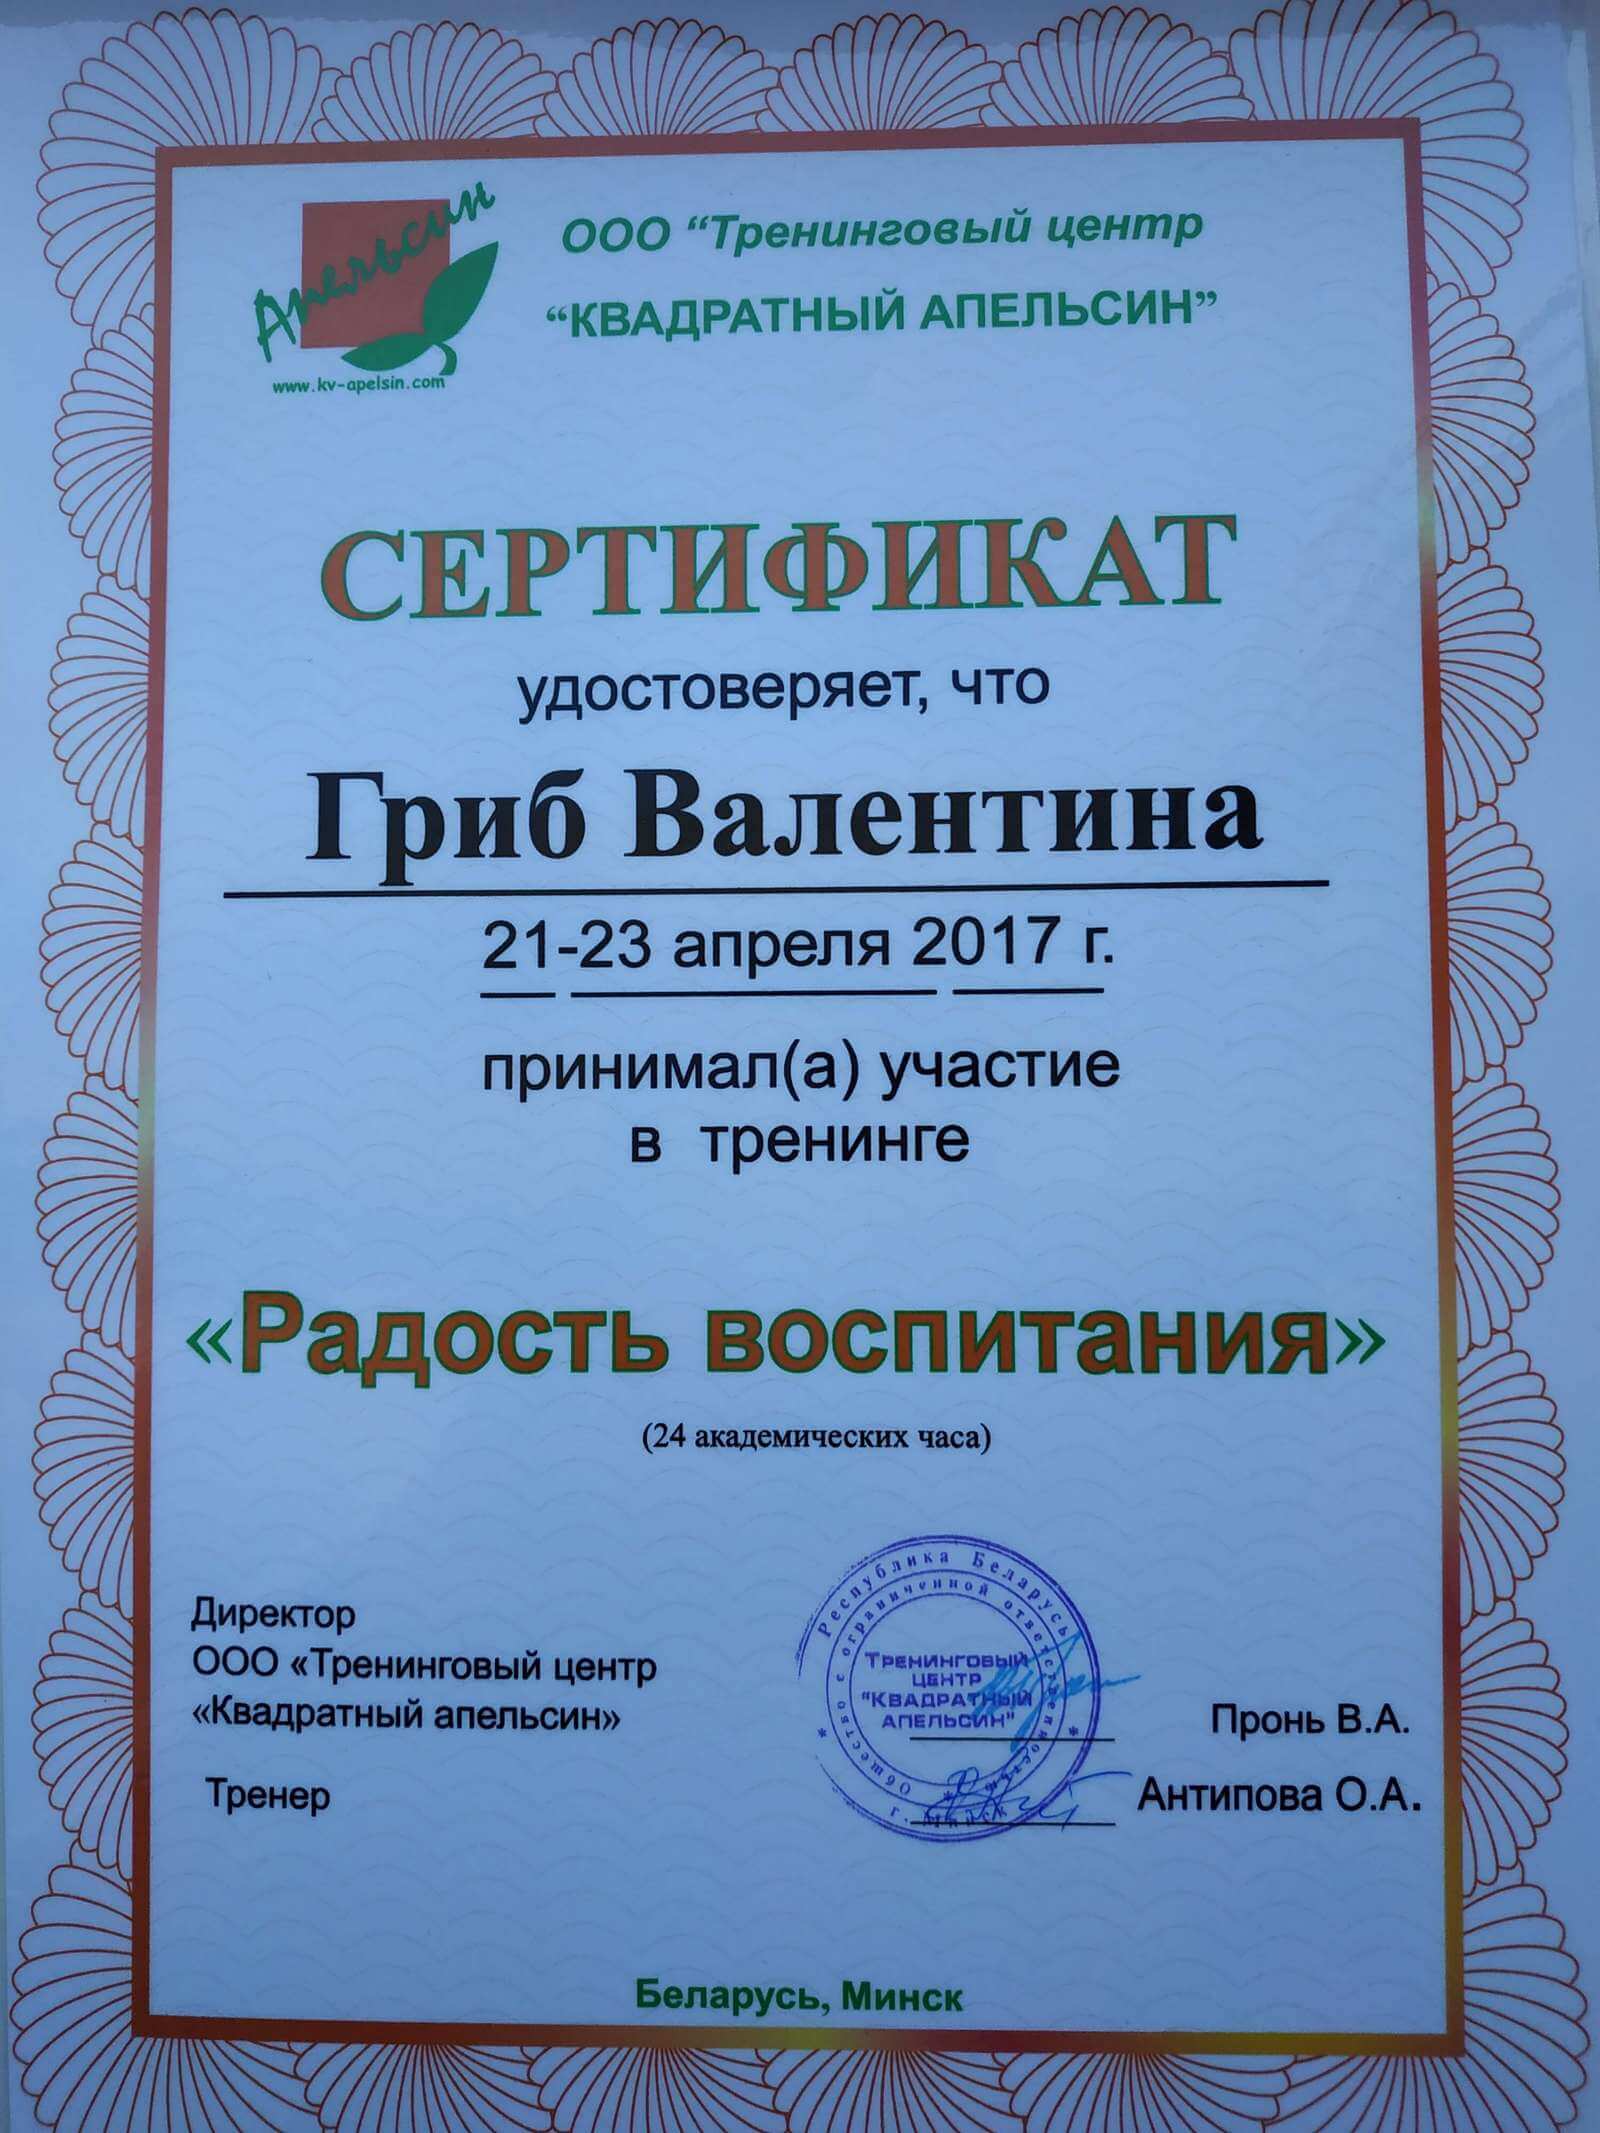 Апельсин
www.kv-apelsin.com
ООО “Тренинговый центр
“КВАДРАТНЫЙ АПЕЛЬСИН”
СЕРТИФИКАТ
удостоверяет, что
Гриб Валентина
21-23 апреля 2017 г.
принимал(а) участие
в тренинге
«Радость воспитания»
(24 академических часа)
Директор
ООО «Тренинговый центр
«Квадратный апельсин»
Пронь В.А.
Тренер
Антипова О.А.
Республика Беларусь
Общество с ограниченной ответственностью
г. Минск
ТРЕНИНГОВЫЙ
ЦЕНТР
"КВАДРАТНЫЙ
АПЕЛЬСИН"
Беларусь, Минск